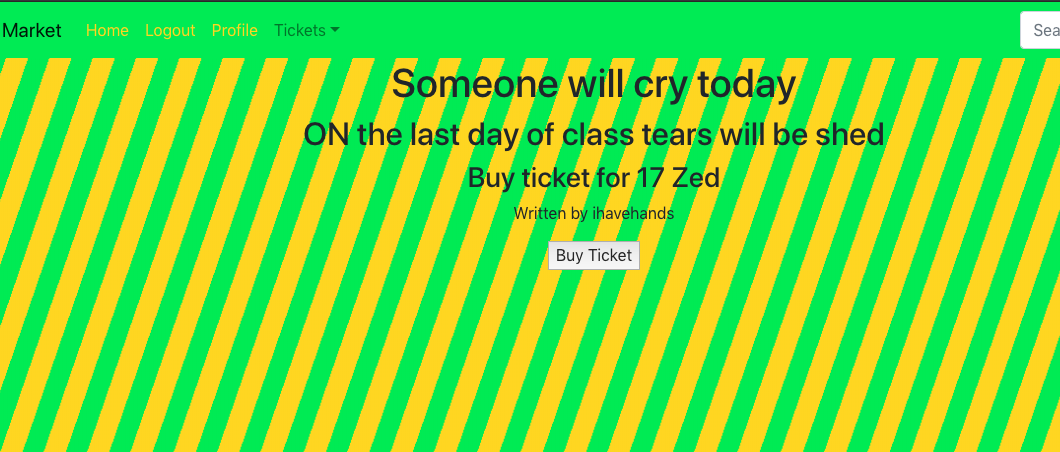 Market Home Logout Profile Tickets Sea
Someone will cry today
ON the last day of class tears will be shed
Buy ticket for 17 Zed
Written by ihavehands
Buy Ticket